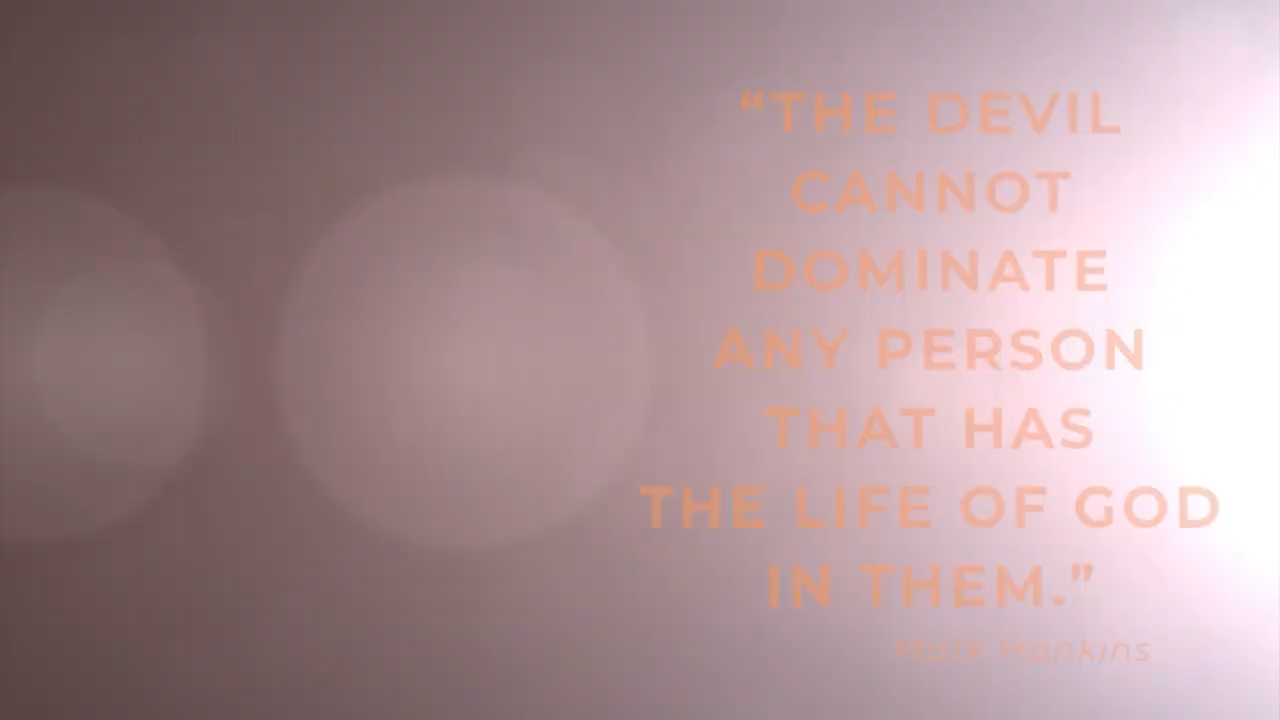 “THE DEVIL
CANNOT
DOMINATE
ANY PERSON
THAT HAS
THE LIFE OF GOD
IN THEM.”
Mark Hankins